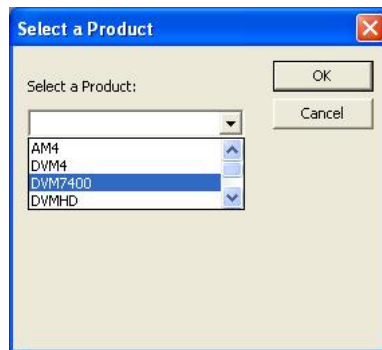 Select a Product
Select a Product:
OK
Cancel
AM4
DVM4
DVM7400
DVMHD